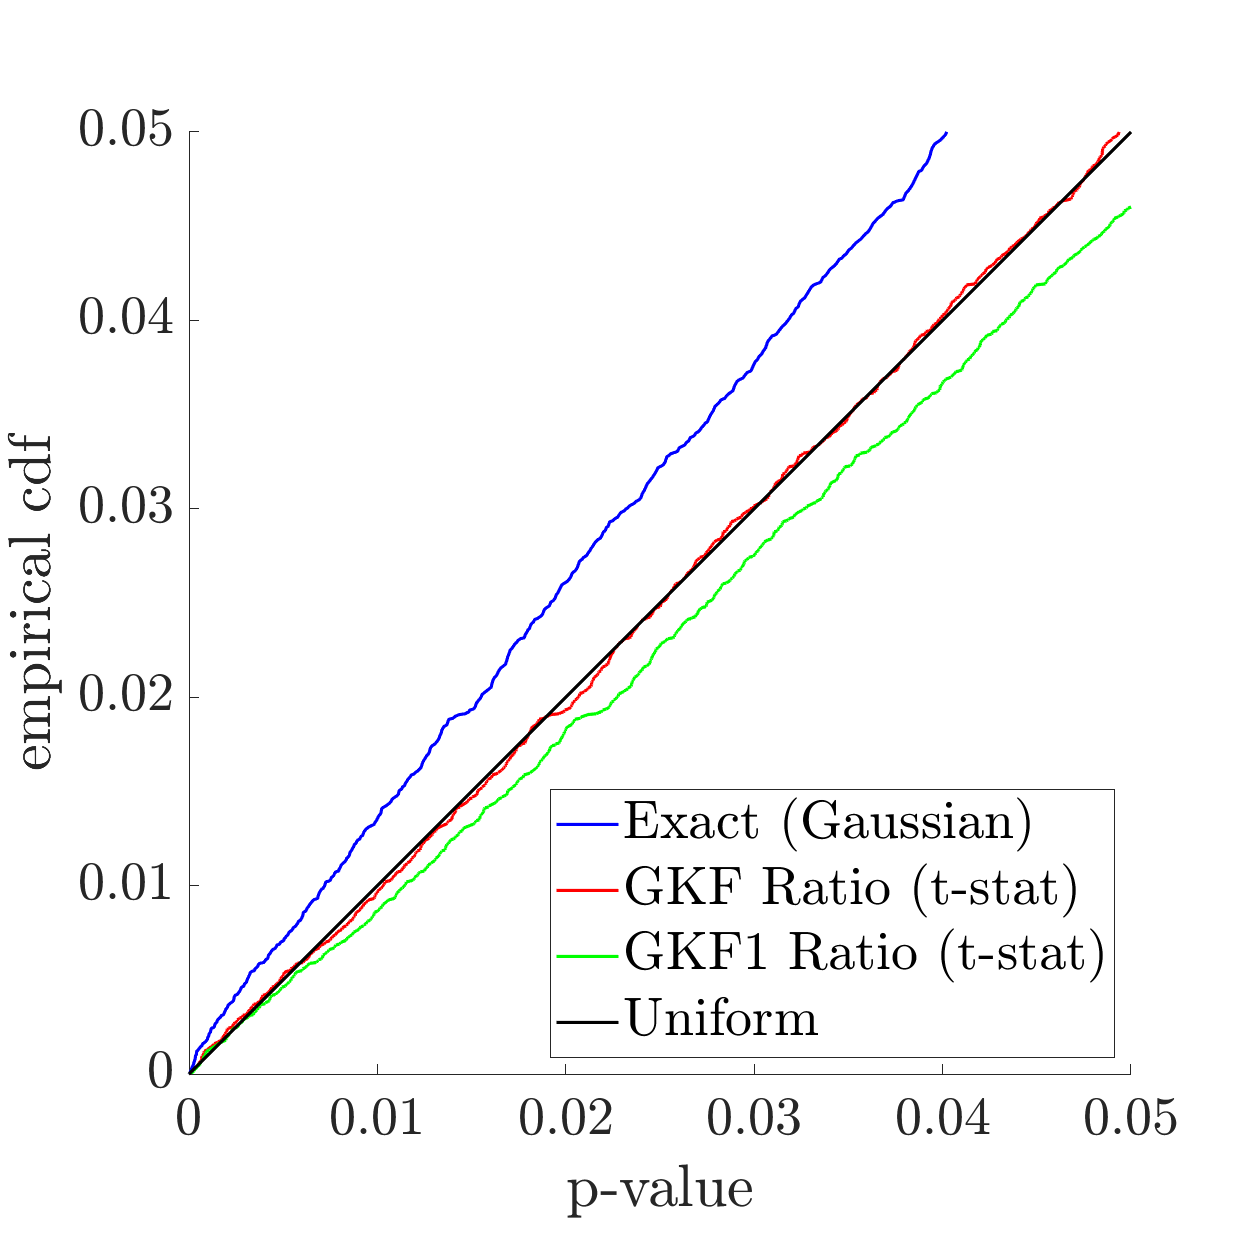 0.05
0.04
0.03
0.02
0.01
0
empirical cdf
Exact (Gaussian)
GKF Ratio (t-stat)
GKF1 Ratio (t-stat)
Uniform
0 0.01 0.02 0.03 0.04 0.05
p-value